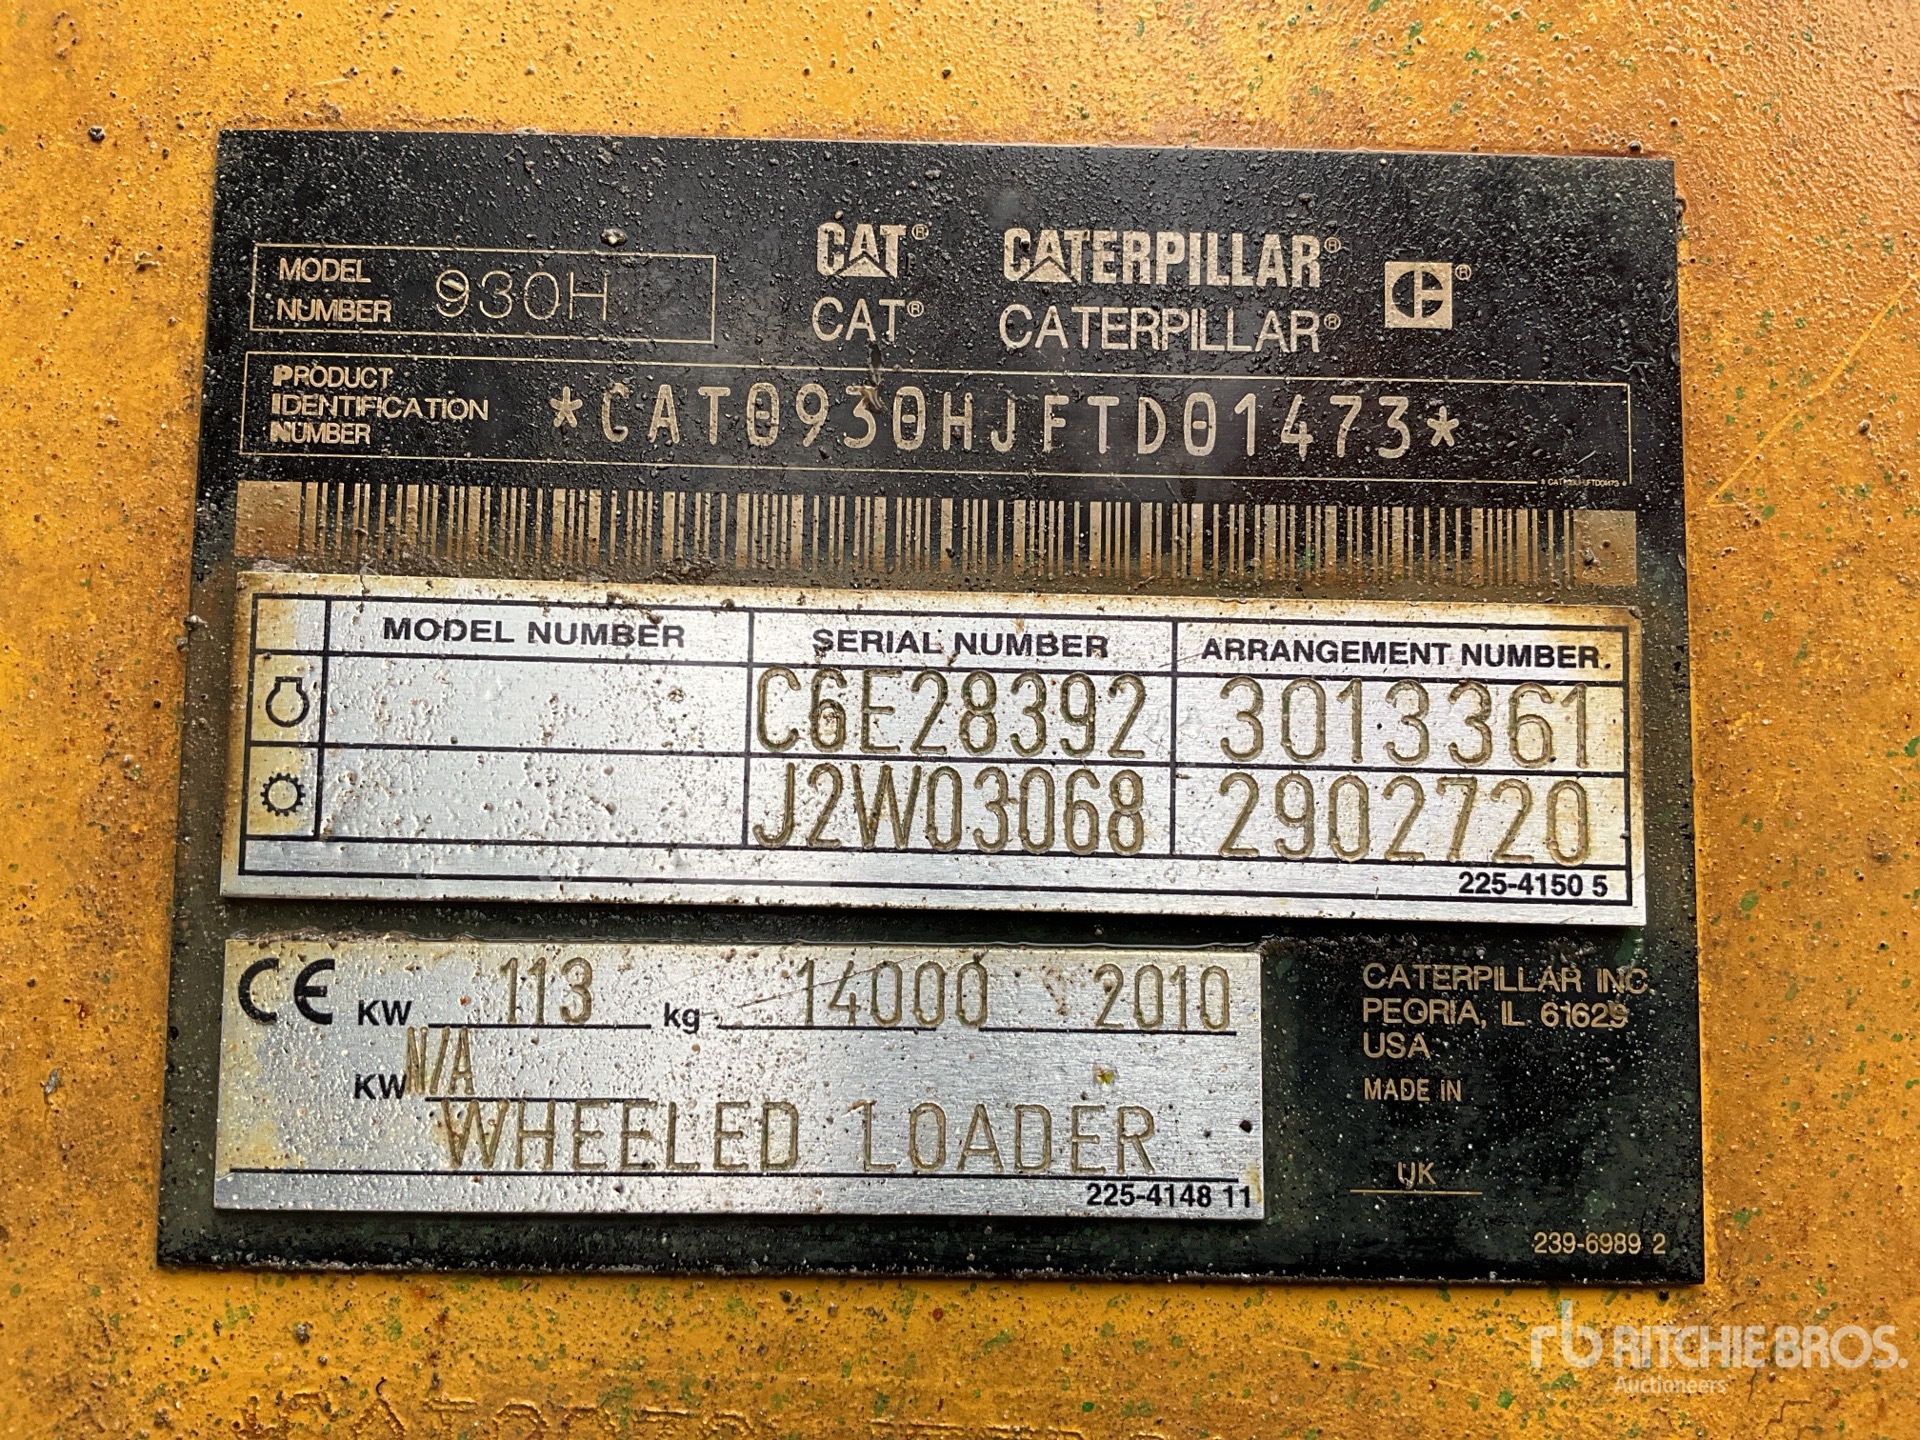 MODEL NUMBER 930H
CAT® CATERPILLAR®
CAT® CATERPILLAR®
PRODUCT IDENTIFICATION NUMBER *CAT0930HJFTD01473*
MODEL NUMBER SERIAL NUMBER ARRANGEMENT NUMBER
C6E28392 3013361
J2W03068 2902720
225-4150 5
CE KW 113 kg 14000 2010
KW N/A
WHEELED LOADER
225-4148 11
CATERPILLAR INC.
PEORIA, IL 61629
USA
MADE IN
UK
239-6989 2
rb RITCHIE BROS.
Auctioneers